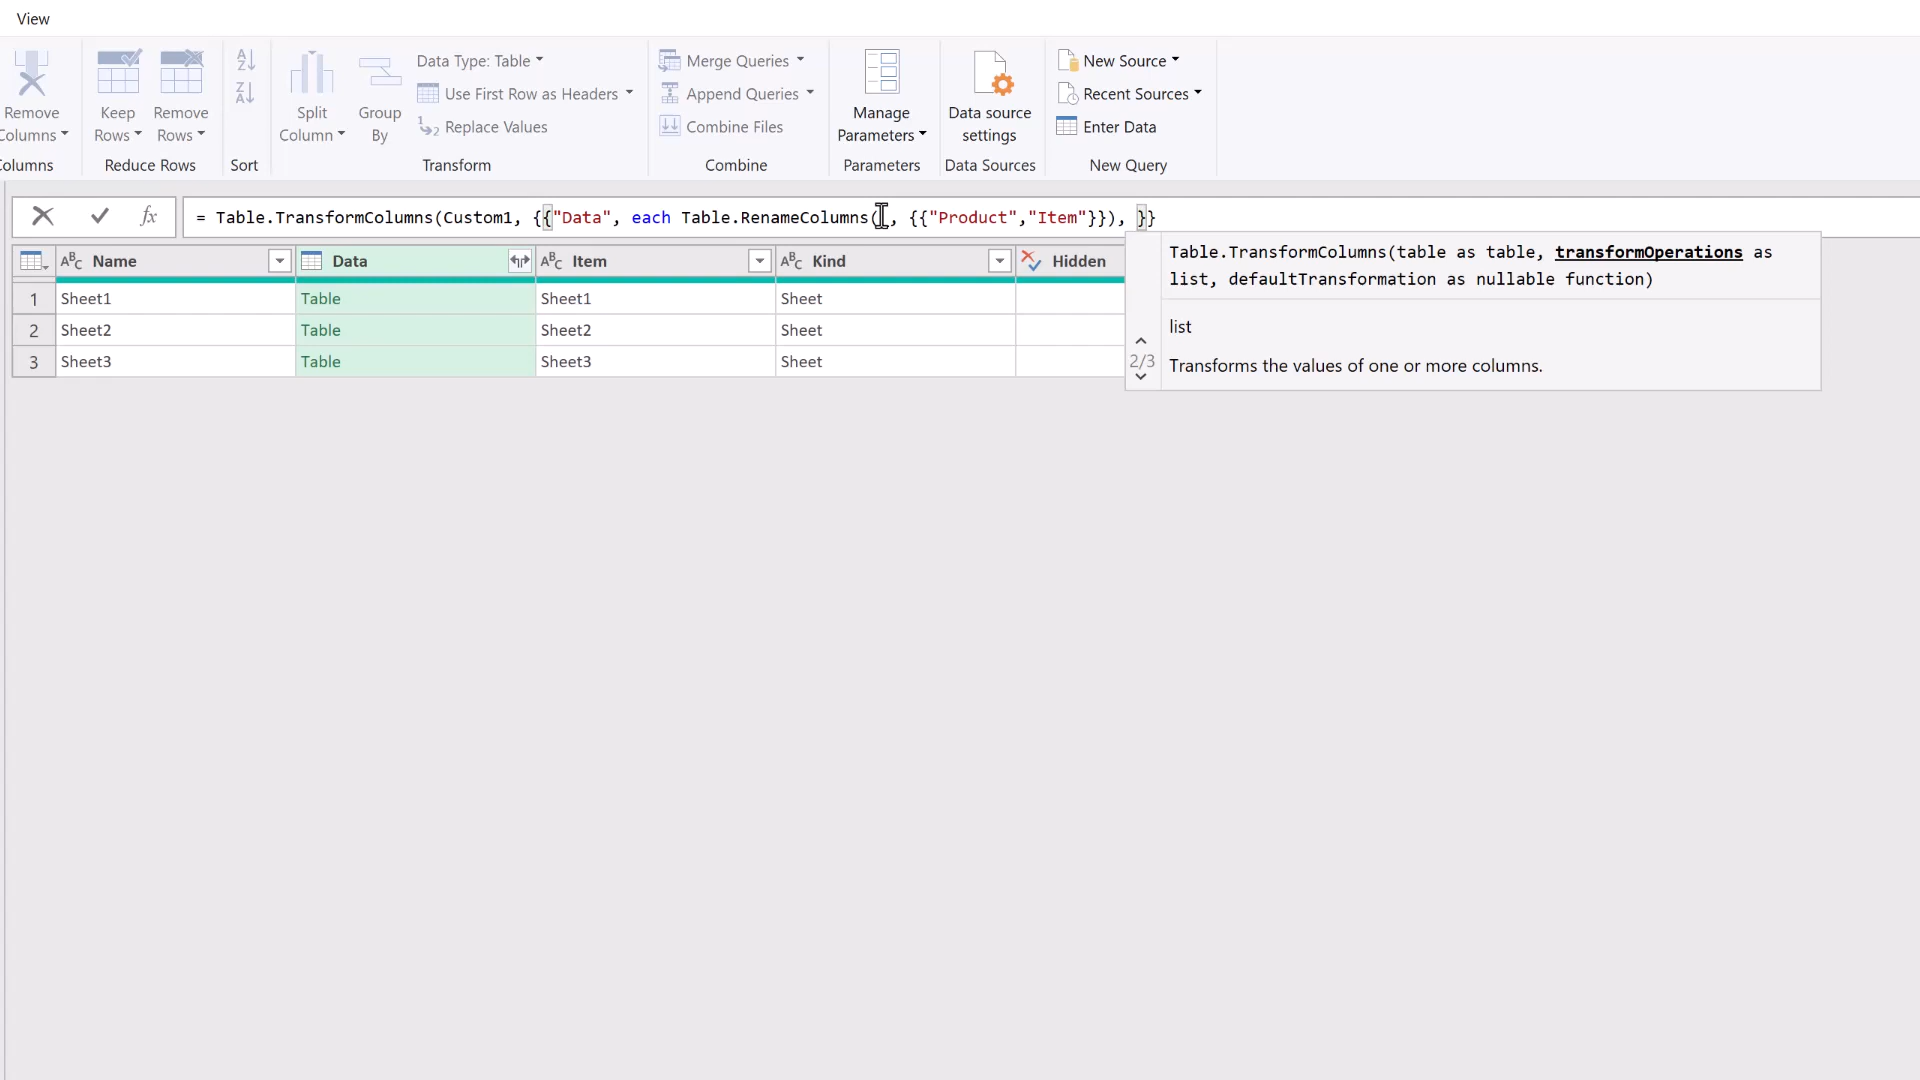 View
Remove
Columns
Keep
Rows
Remove
Rows
Split
Column
Group
By
Data Type: Table
Use First Row as Headers
Replace Values
Merge Queries
Append Queries
Combine Files
Manage
Parameters
Data source
settings
New Source
Recent Sources
Enter Data
Columns
Reduce Rows
Sort
Transform
Combine
Parameters
Data Sources
New Query
fx = Table.TransformColumns(Custom1, {{"Data", each Table.RenameColumns( , {{"Product","Item"}}), }}
Name Data Item Kind Hidden
1 Sheet1 Table Sheet1 Sheet
2 Sheet2 Table Sheet2 Sheet
3 Sheet3 Table Sheet3 Sheet
Table.TransformColumns(table as table, transformOperations as
list, defaultTransformation as nullable function)
list
2/3
Transforms the values of one or more columns.